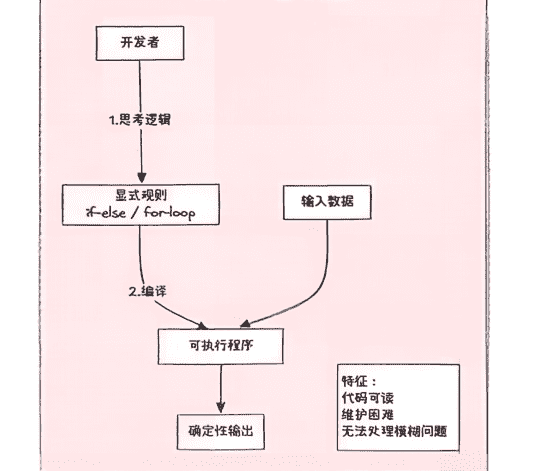 开发者
1.思考逻辑
显式规则
if-else / for-loop
输入数据
2.编译
可执行程序
确定性输出
特征：
代码可读
维护困难
无法处理模糊问题